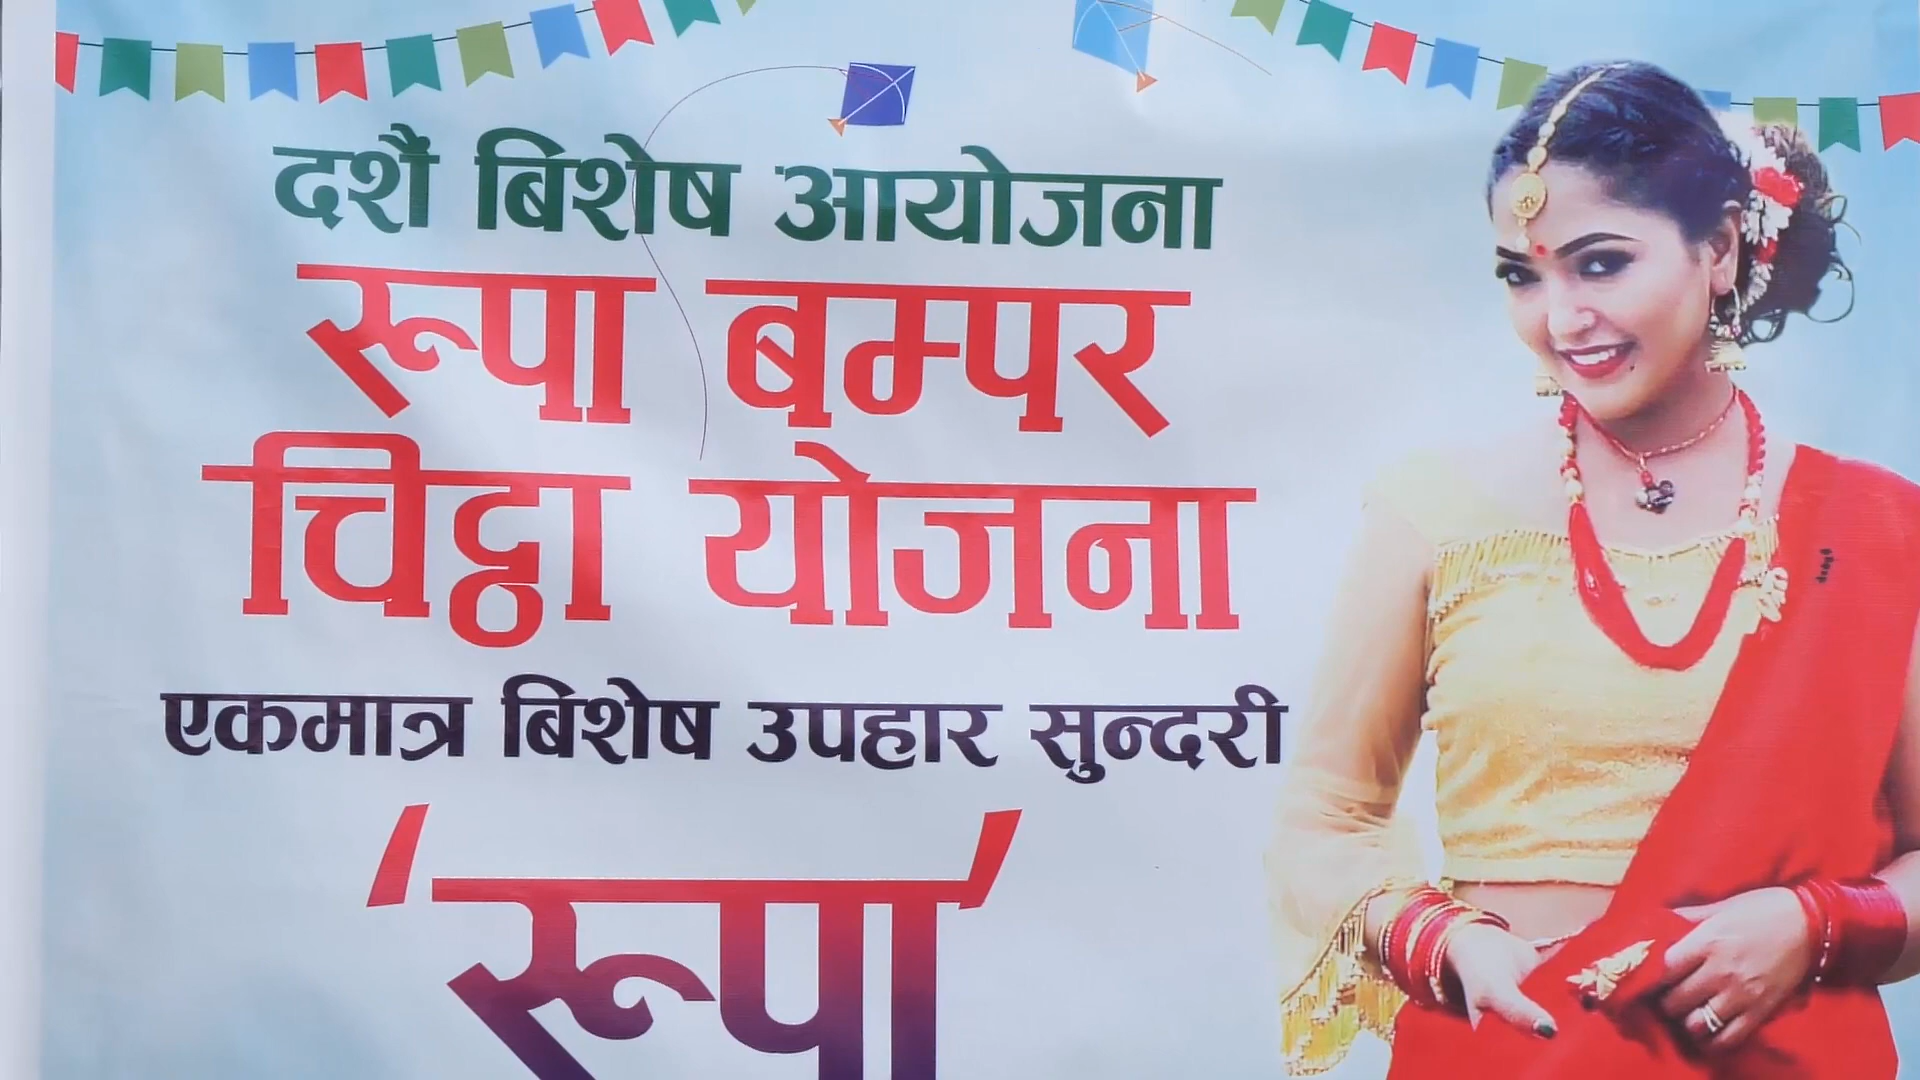 दशैं बिशेष आयोजना
रूपा बम्पर
चिट्ठा योजना
एकमात्र बिशेष उपहार सुन्दरी
‘रूपा’